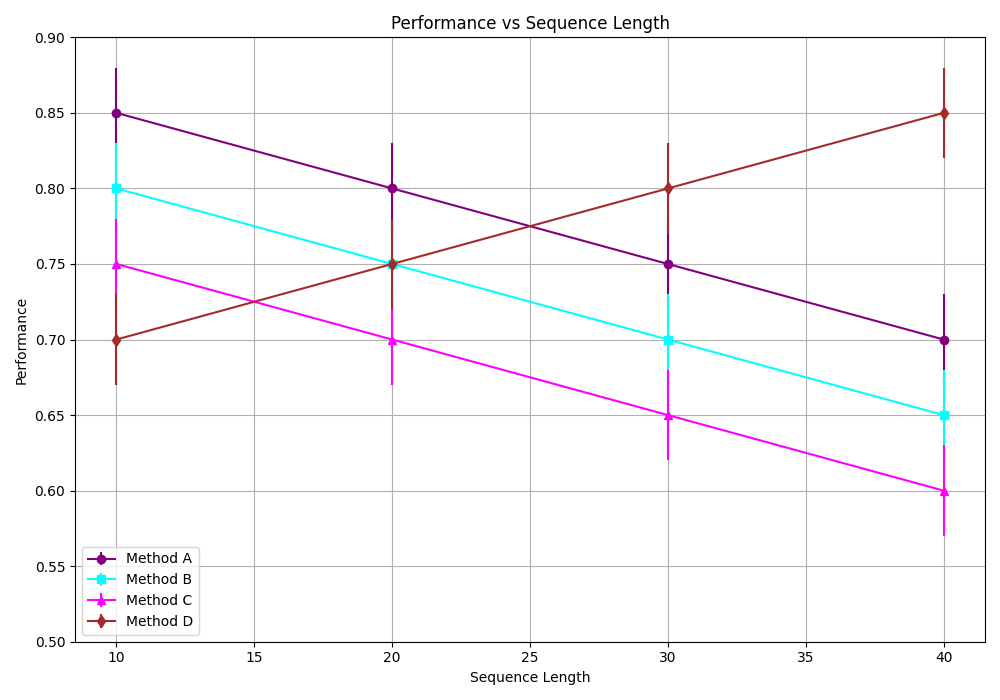 Performance vs Sequence Length
Performance
0.90
0.85
0.80
0.75
0.70
0.65
0.60
0.55
0.50
10
15
20
25
30
35
40
Sequence Length
Method A
Method B
Method C
Method D